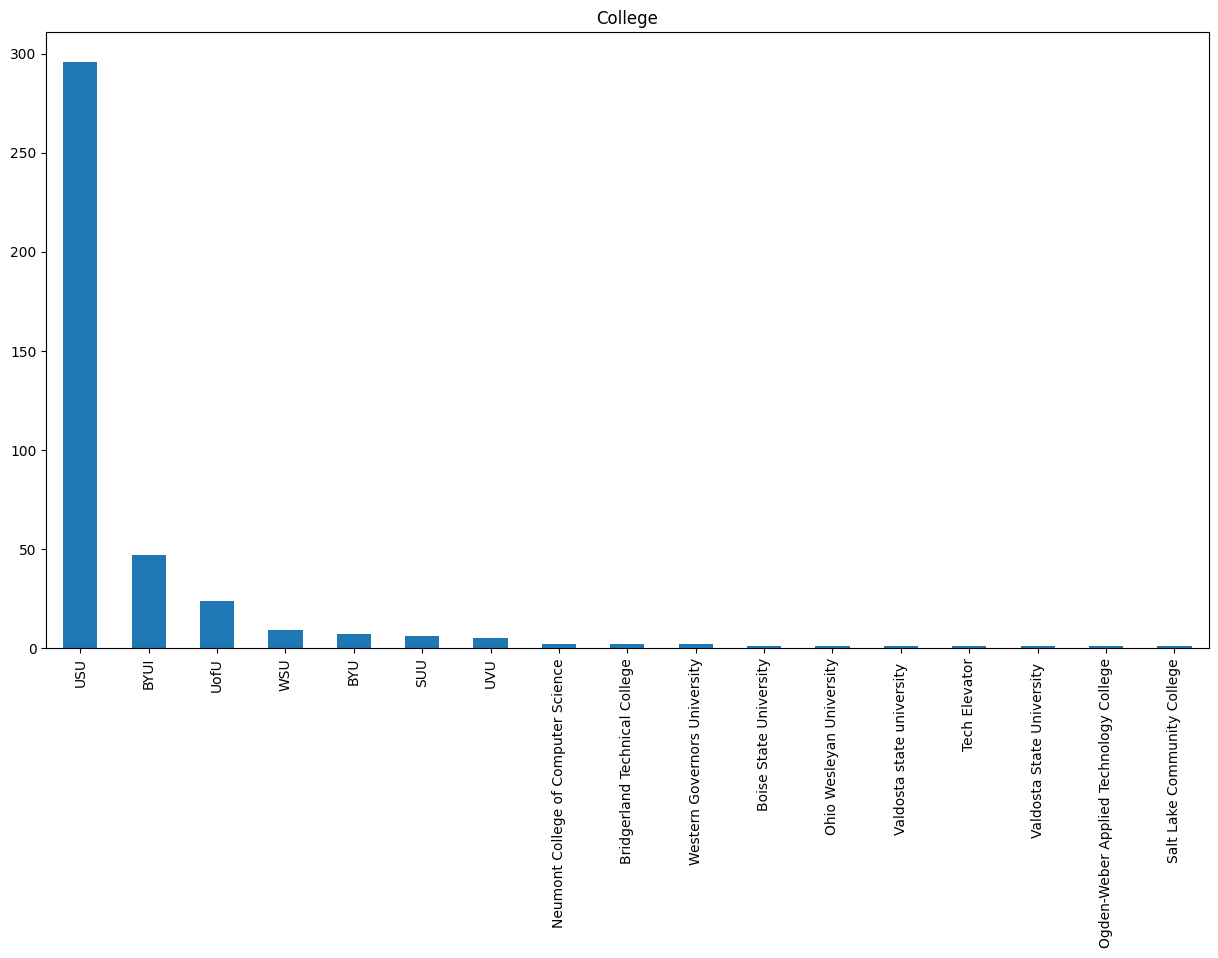 College
300
250
200
150
100
50
0
USU
BYUI
UofU
WSU
BYU
SUU
UVU
Neumont College of Computer Science
Bridgerland Technical College
Western Governors University
Boise State University
Ohio Wesleyan University
Valdosta state university
Tech Elevator
Valdosta State University
Ogden-Weber Applied Technology College
Salt Lake Community College